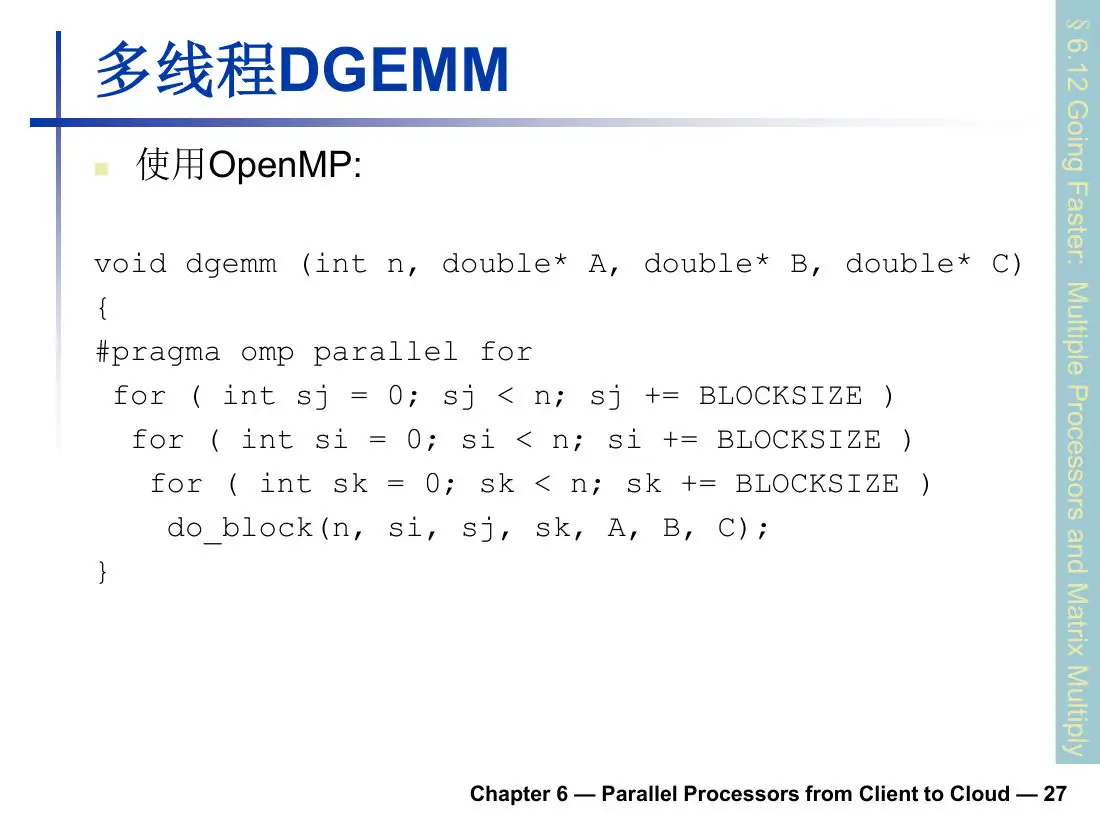 多线程DGEMM
使用OpenMP:
void dgemm (int n, double* A, double* B, double* C)
{
#pragma omp parallel for
for ( int sj = 0; sj < n; sj += BLOCKSIZE )
for ( int si = 0; si < n; si += BLOCKSIZE )
for ( int sk = 0; sk < n; sk += BLOCKSIZE )
do_block(n, si, sj, sk, A, B, C);
}
§6.12 Going Faster: Multiple Processors and Matrix Multiply
Chapter 6 — Parallel Processors from Client to Cloud — 27